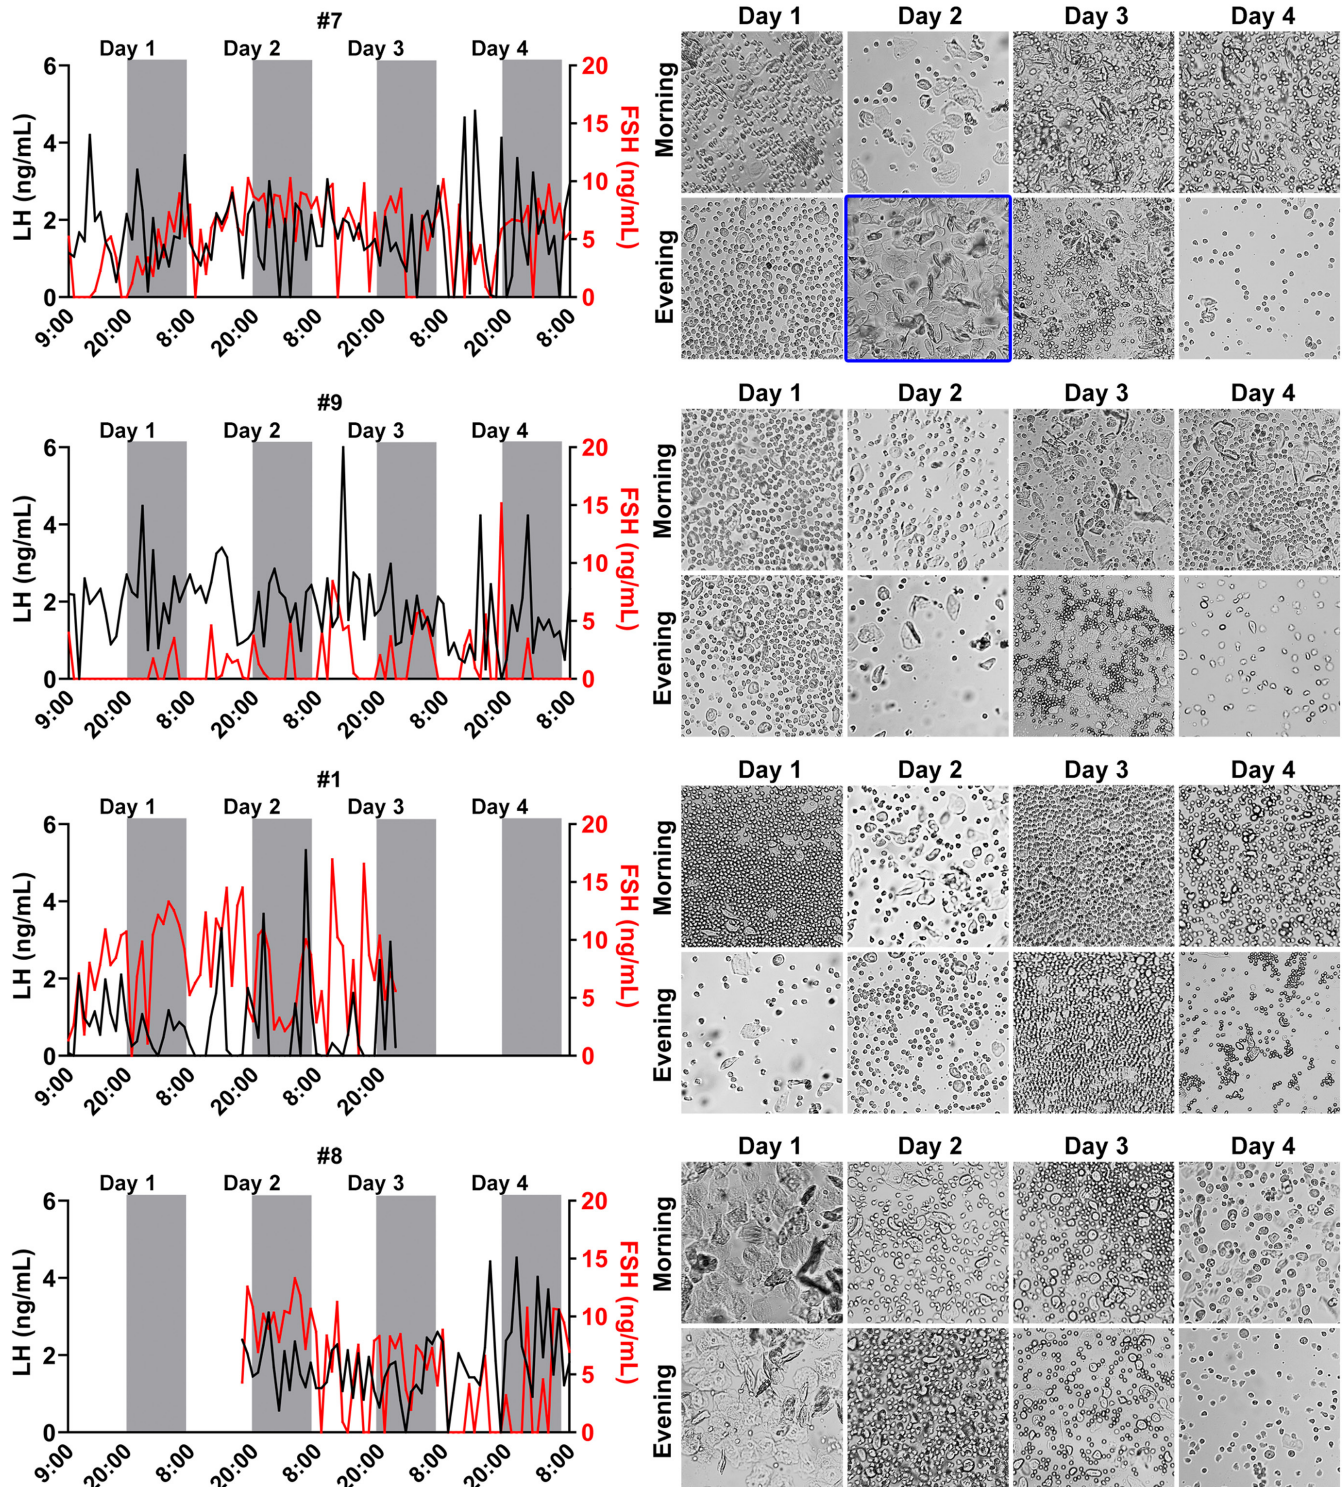 #7
Day 1 Day 2 Day 3 Day 4
6 4 2 0
LH (ng/mL)
20 15 10 5 0
FSH (ng/mL)
9:00 20:00 8:00 20:00 8:00 20:00 8:00 20:00 8:00
Day 1 Day 2 Day 3 Day 4
Morning
Evening
#9
Day 1 Day 2 Day 3 Day 4
6 4 2 0
LH (ng/mL)
20 15 10 5 0
FSH (ng/mL)
9:00 20:00 8:00 20:00 8:00 20:00 8:00 20:00 8:00
Day 1 Day 2 Day 3 Day 4
Morning
Evening
#1
Day 1 Day 2 Day 3 Day 4
6 4 2 0
LH (ng/mL)
20 15 10 5 0
FSH (ng/mL)
9:00 20:00 8:00 20:00 8:00 20:00
Day 1 Day 2 Day 3 Day 4
Morning
Evening
#8
Day 1 Day 2 Day 3 Day 4
6 4 2 0
LH (ng/mL)
20 15 10 5 0
FSH (ng/mL)
9:00 20:00 8:00 20:00 8:00 20:00 8:00 20:00 8:00
Day 1 Day 2 Day 3 Day 4
Morning
Evening